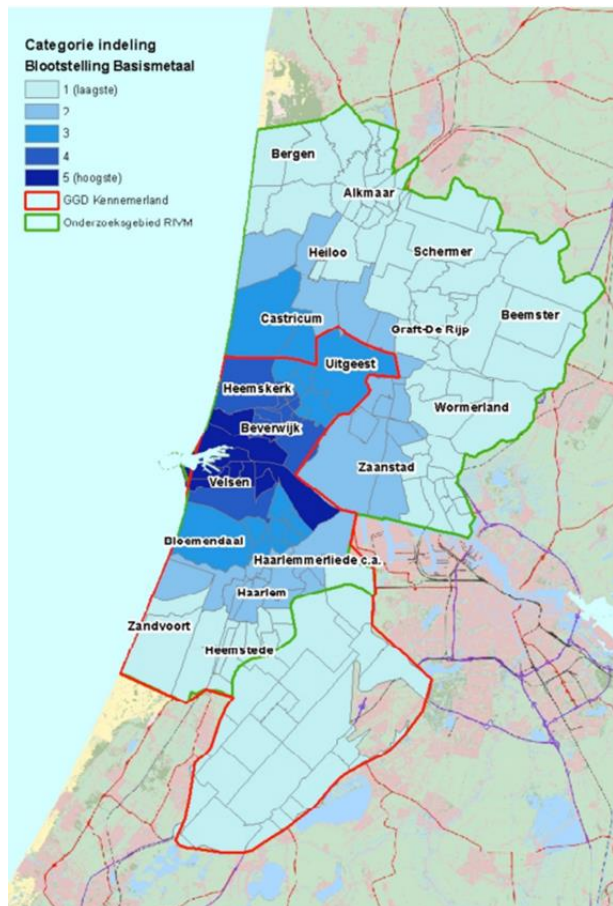 Categorie indeling
Blootstelling Basismetaal
1 (laagste)
2
3
4
5 (hoogste)
GGD Kennemerland
Onderzoeksgebied RIVM
Bergen
Alkmaar
Heiloo
Schermer
Beemster
Castricum
Graft-De Rijp
Uitgeest
Heemskerk
Wormerland
Beverwijk
Zaanstad
Velsen
Bloemendaal
Haarlemmerliede c.a.
Haarlem
Zandvoort
Heemstede